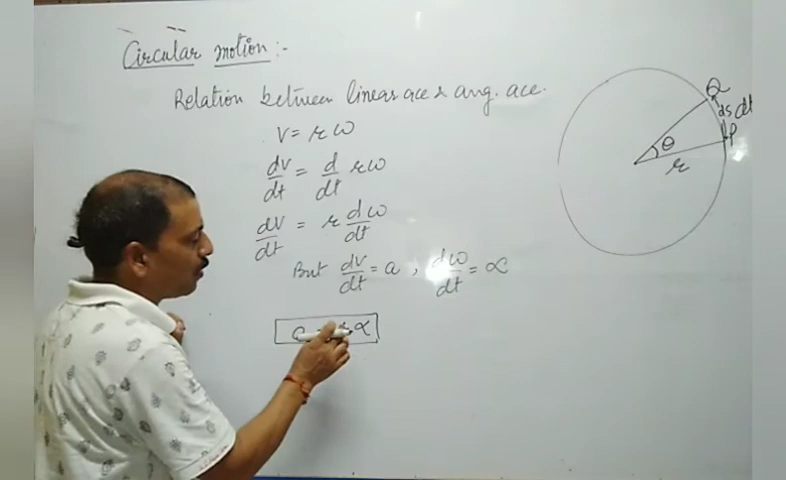 Circular motion :-
Relation between linear acc & ang. acc.
v = rω
dv/dt = d/dt rω
dv/dt = r dω/dt
But dv/dt = a , dω/dt = ∝
a = r∝
Q
ds dt
P
θ
r